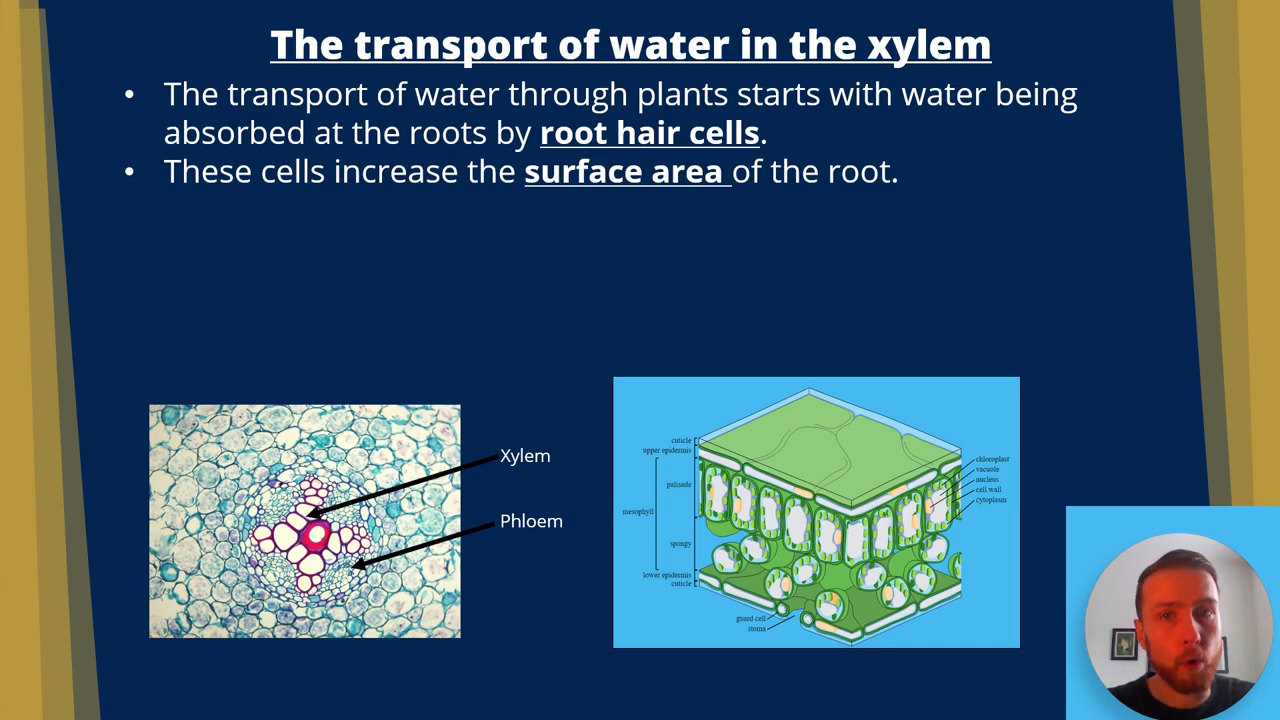 The transport of water in the xylem
• The transport of water through plants starts with water being
absorbed at the roots by root hair cells.
• These cells increase the surface area of the root.
Xylem
Phloem
cuticle
upper epidermis
palisade
mesophyll
spongy
lower epidermis
cuticle
guard cell
stoma
chloroplast
vacuole
nucleus
cell wall
cytoplasm